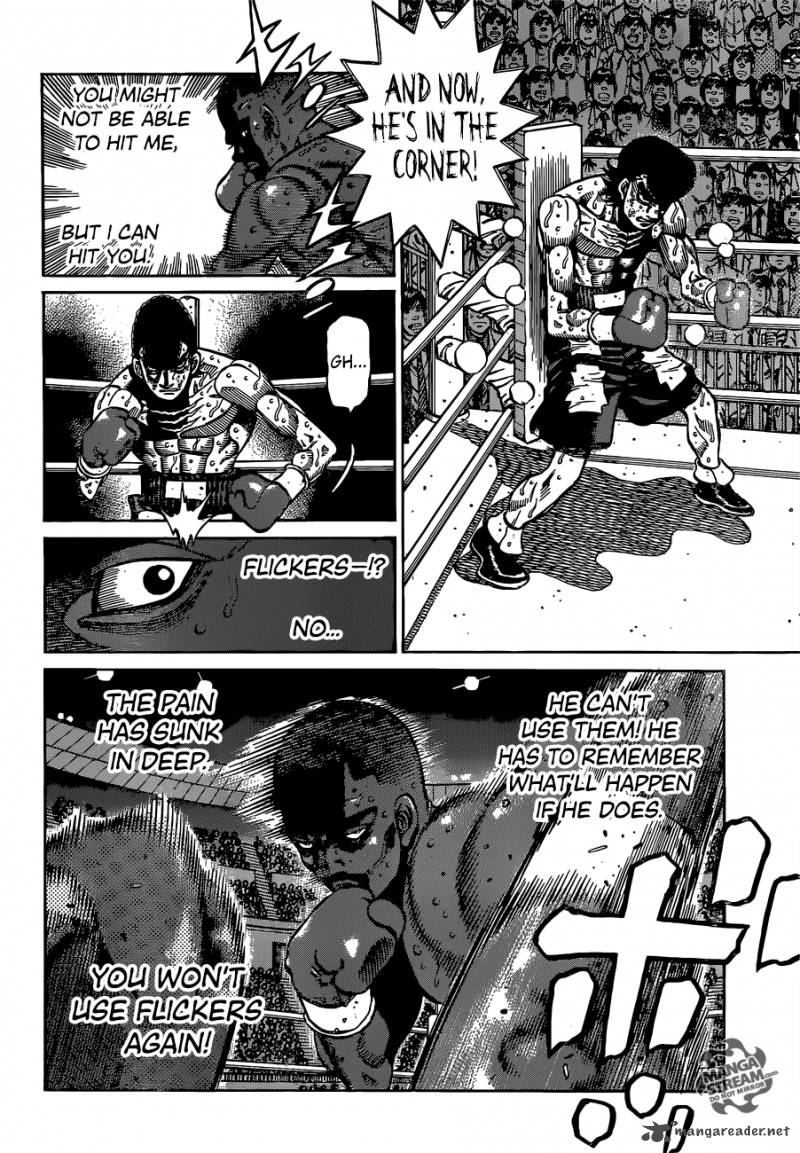 YOU MIGHT
NOT BE ABLE
TO HIT ME,
BUT I CAN
HIT YOU!
AND NOW,
HE'S IN THE
CORNER!
GH...
FLICKERS—!?
NO...
THE PAIN
HAS SUNK
IN DEEP.
HE CAN'T
USE THEM! HE
HAS TO REMEMBER
WHAT'LL HAPPEN
IF HE DOES.
YOU WON'T
USE FLICKERS
AGAIN!
MANGA
STREAM.com
DO NOT MIRROR
mangareader.net